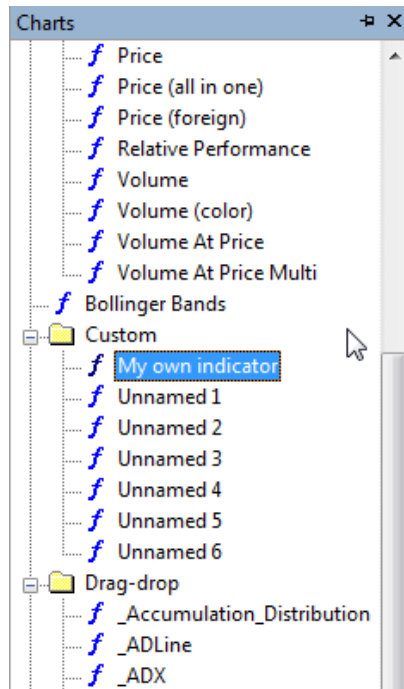 Charts
Price
Price (all in one)
Price (foreign)
Relative Performance
Volume
Volume (color)
Volume At Price
Volume At Price Multi
Bollinger Bands
Custom
My own indicator
Unnamed 1
Unnamed 2
Unnamed 3
Unnamed 4
Unnamed 5
Unnamed 6
Drag-drop
_Accumulation_Distribution
_ADLine
_ADX